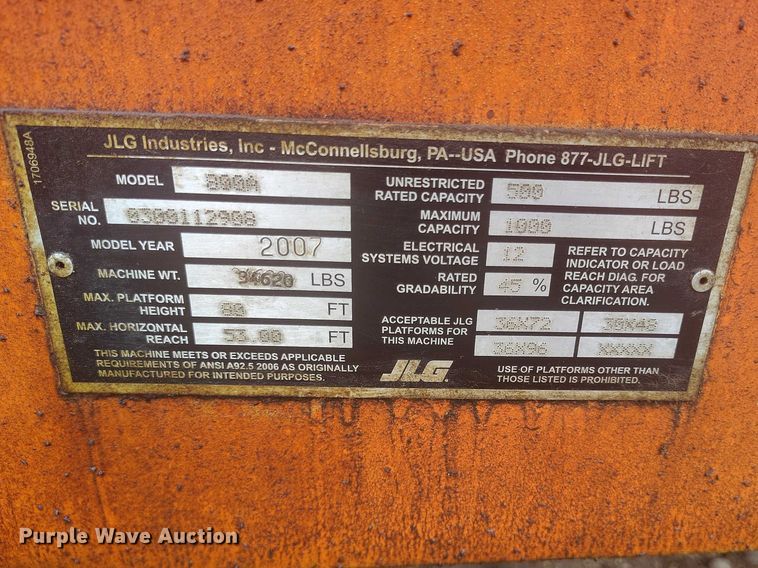 1706948A
JLG Industries, Inc - McConnellsburg, PA--USA Phone 877-JLG-LIFT
MODEL 800A
SERIAL NO. 0300112908
MODEL YEAR 2007
MACHINE WT. LBS
MAX. PLATFORM HEIGHT 80 FT
MAX. HORIZONTAL REACH 53.00 FT
THIS MACHINE MEETS OR EXCEEDS APPLICABLE
REQUIREMENTS OF ANSI A92.5 2006 AS ORIGINALLY
MANUFACTURED FOR INTENDED PURPOSES.
UNRESTRICTED RATED CAPACITY 500 LBS
MAXIMUM CAPACITY 1000 LBS
ELECTRICAL SYSTEMS VOLTAGE 12
RATED GRADABILITY 45 %
REFER TO CAPACITY
INDICATOR OR LOAD
REACH DIAG. FOR
CAPACITY AREA
CLARIFICATION.
ACCEPTABLE JLG
PLATFORMS FOR
THIS MACHINE
36X72 30X48
36X96 XXXXX
JLG
USE OF PLATFORMS OTHER THAN
THOSE LISTED IS PROHIBITED.
Purple Wave Auction